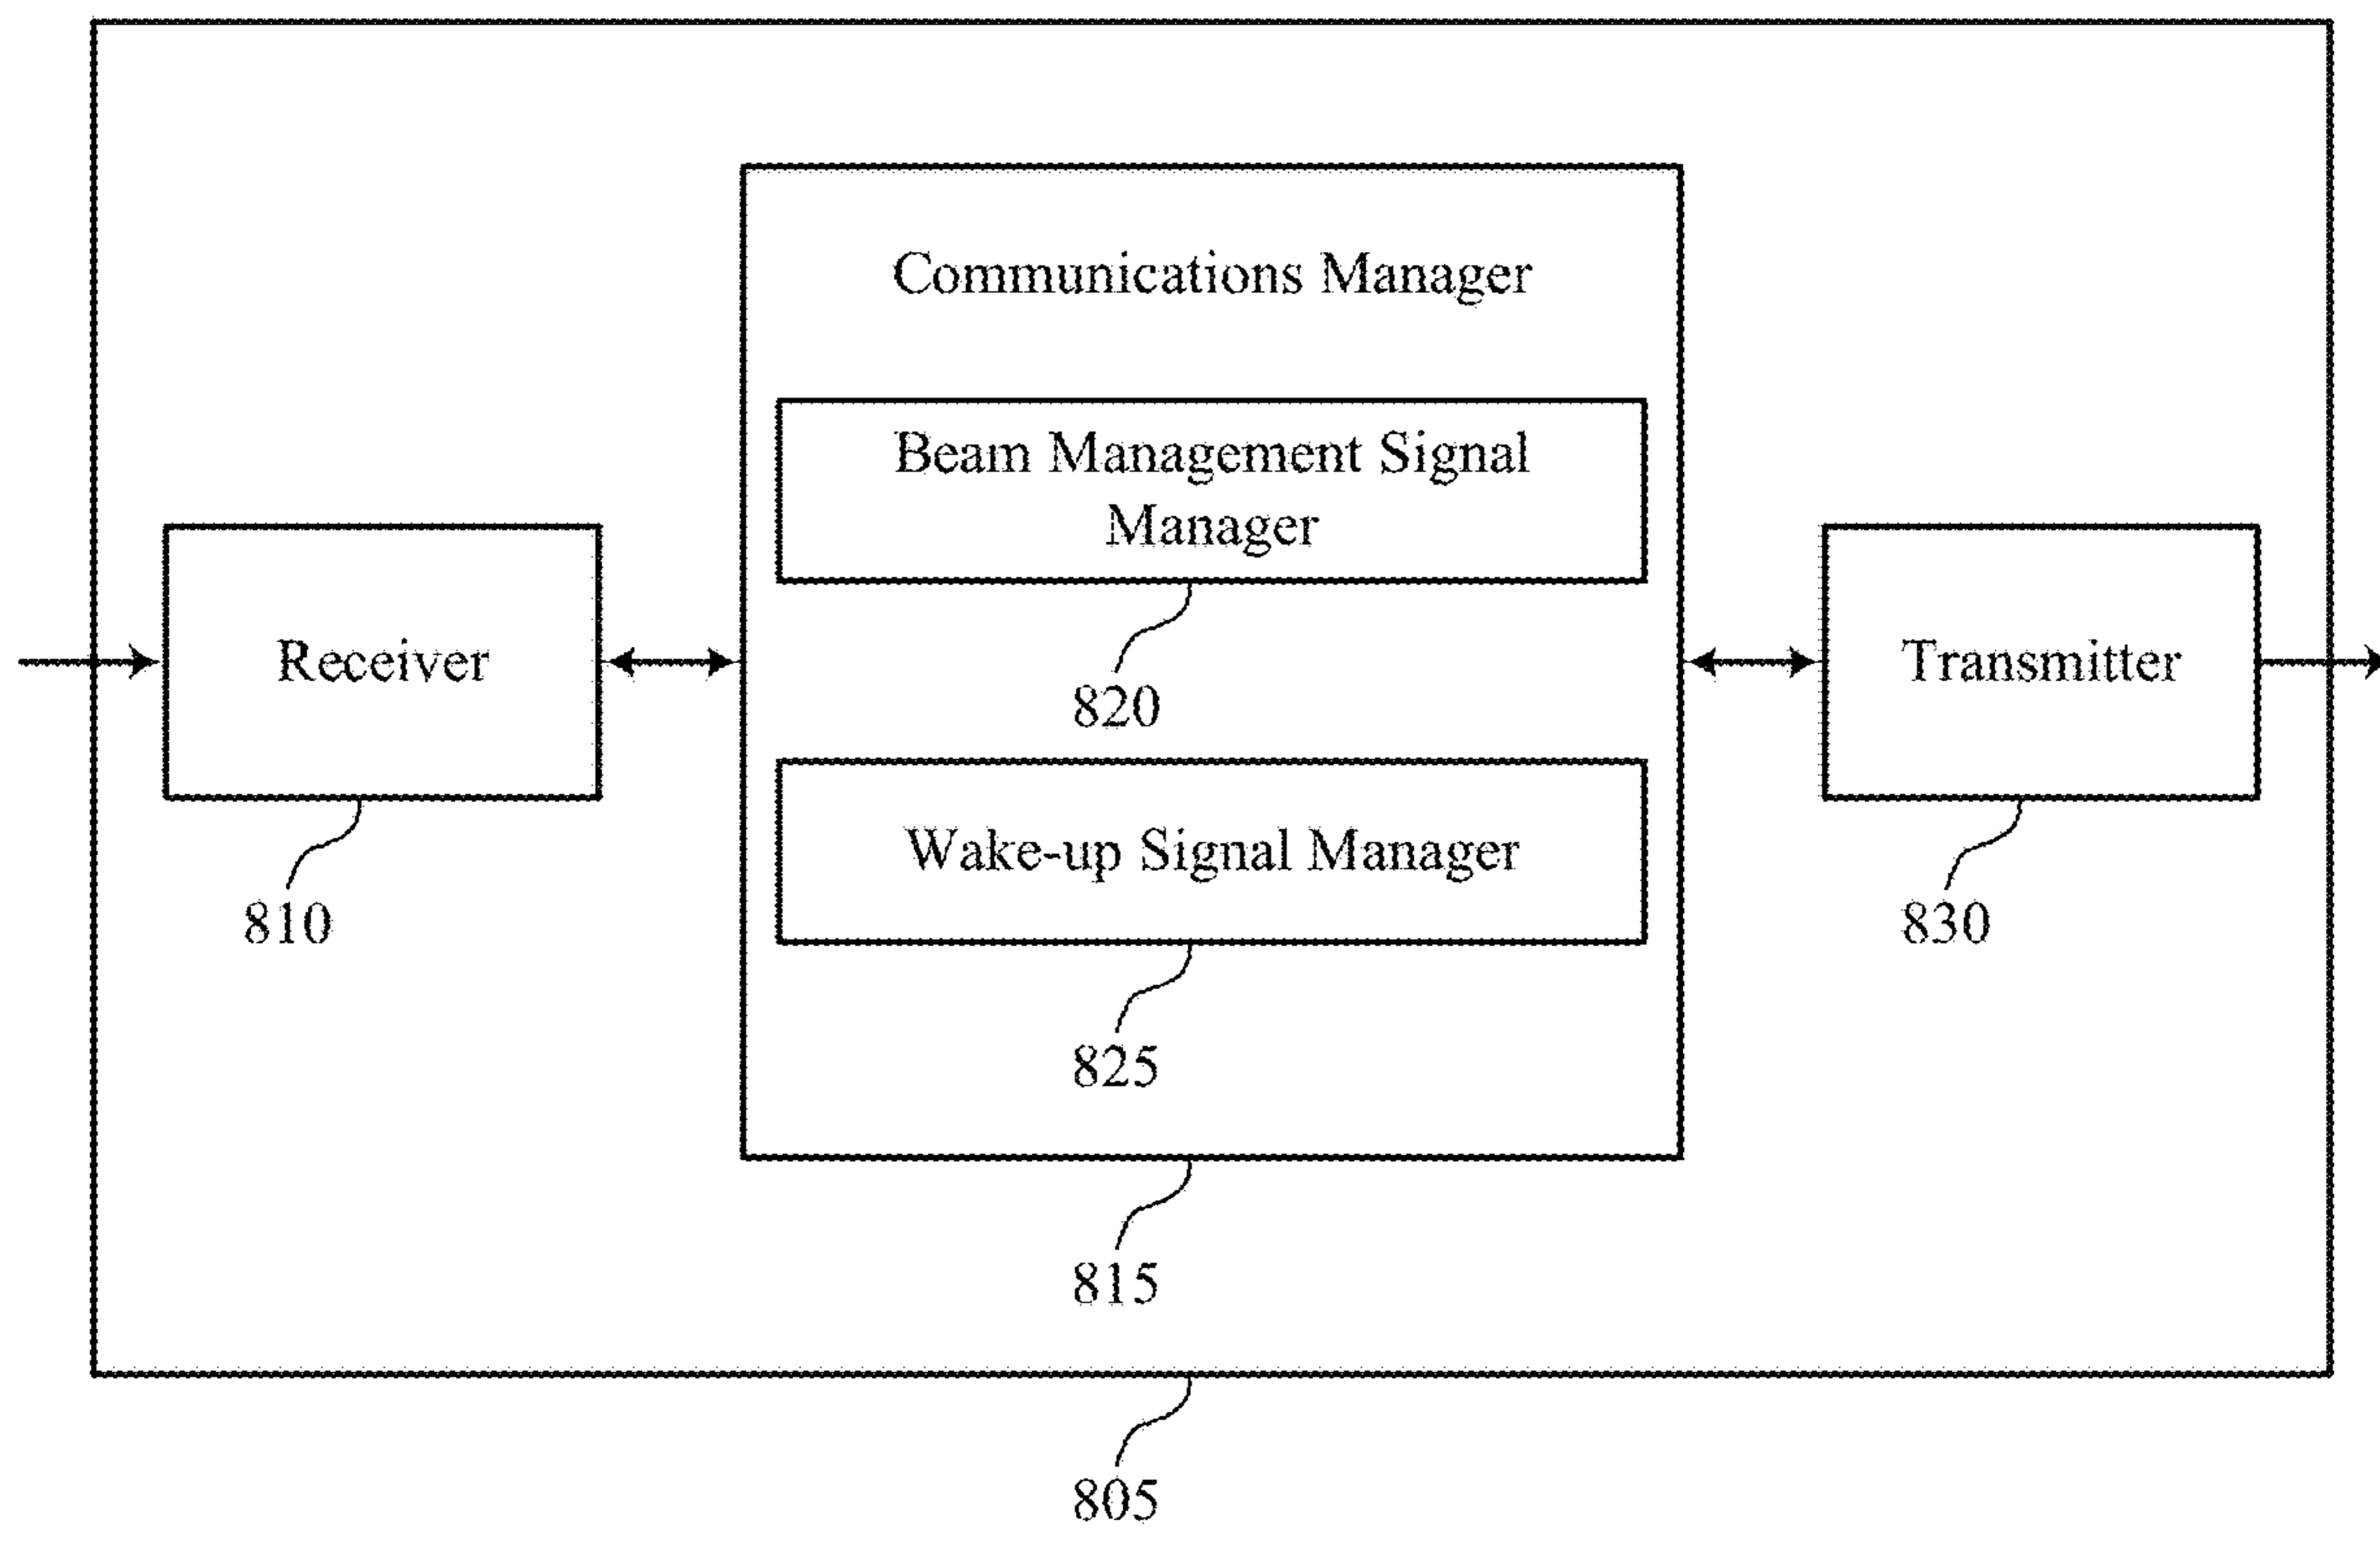 Communications Manager
Beam Management Signal
Manager
820
Receiver
810
Wake-up Signal Manager
825
Transmitter
830
815
805